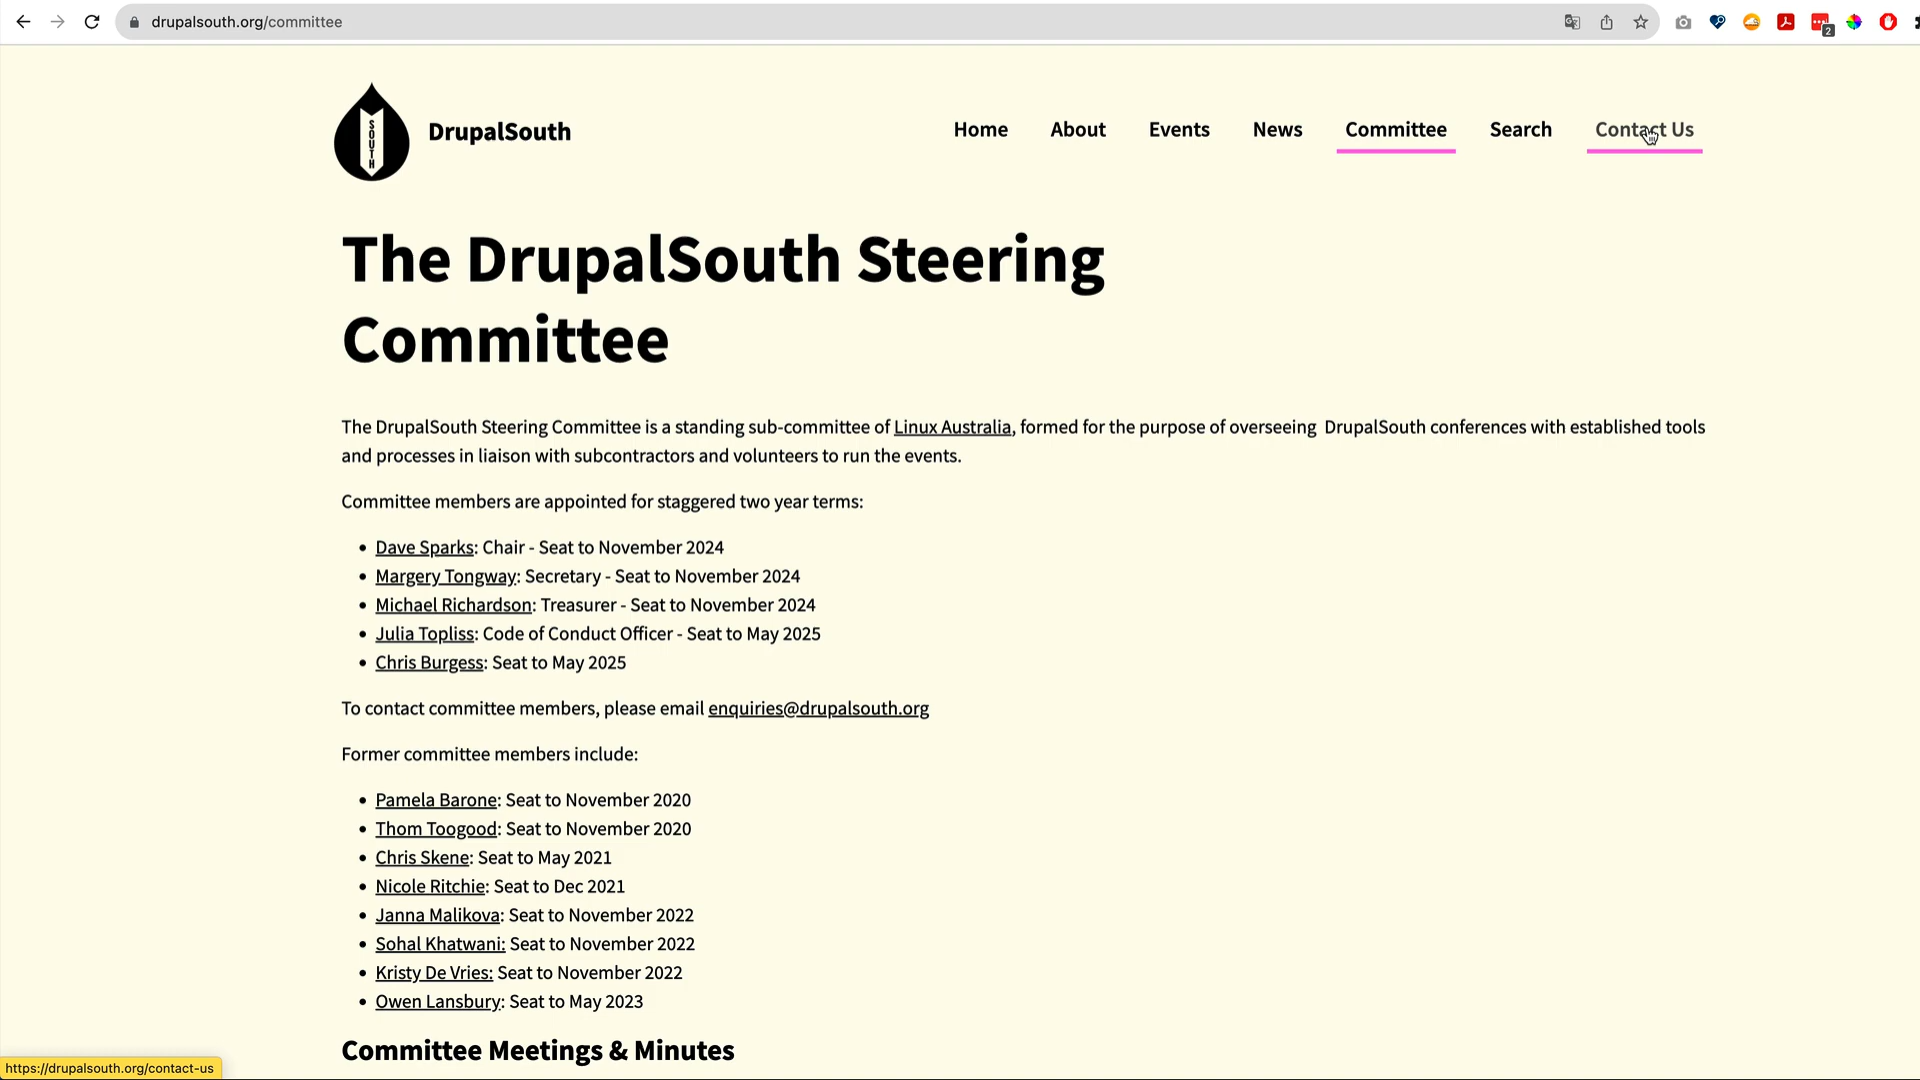 drupalsouth.org/committee
2
SOUTH
DrupalSouth
Home About Events News Committee Search Contact Us
The DrupalSouth Steering
Committee
The DrupalSouth Steering Committee is a standing sub-committee of Linux Australia, formed for the purpose of overseeing DrupalSouth conferences with established tools
and processes in liaison with subcontractors and volunteers to run the events.
Committee members are appointed for staggered two year terms:
• Dave Sparks: Chair - Seat to November 2024
• Margery Tongway: Secretary - Seat to November 2024
• Michael Richardson: Treasurer - Seat to November 2024
• Julia Topliss: Code of Conduct Officer - Seat to May 2025
• Chris Burgess: Seat to May 2025
To contact committee members, please email enquiries@drupalsouth.org
Former committee members include:
• Pamela Barone: Seat to November 2020
• Thom Toogood: Seat to November 2020
• Chris Skene: Seat to May 2021
• Nicole Ritchie: Seat to Dec 2021
• Janna Malikova: Seat to November 2022
• Sohal Khatwani: Seat to November 2022
• Kristy De Vries: Seat to November 2022
• Owen Lansbury: Seat to May 2023
Committee Meetings & Minutes
https://drupalsouth.org/contact-us